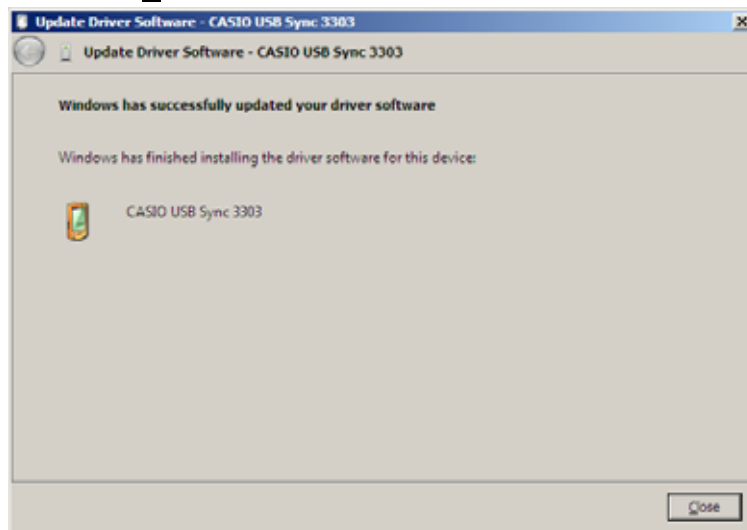 Update Driver Software - CASIO USB Sync 3303
Update Driver Software - CASIO USB Sync 3303
Windows has successfully updated your driver software
Windows has finished installing the driver software for this device:
CASIO USB Sync 3303
Close